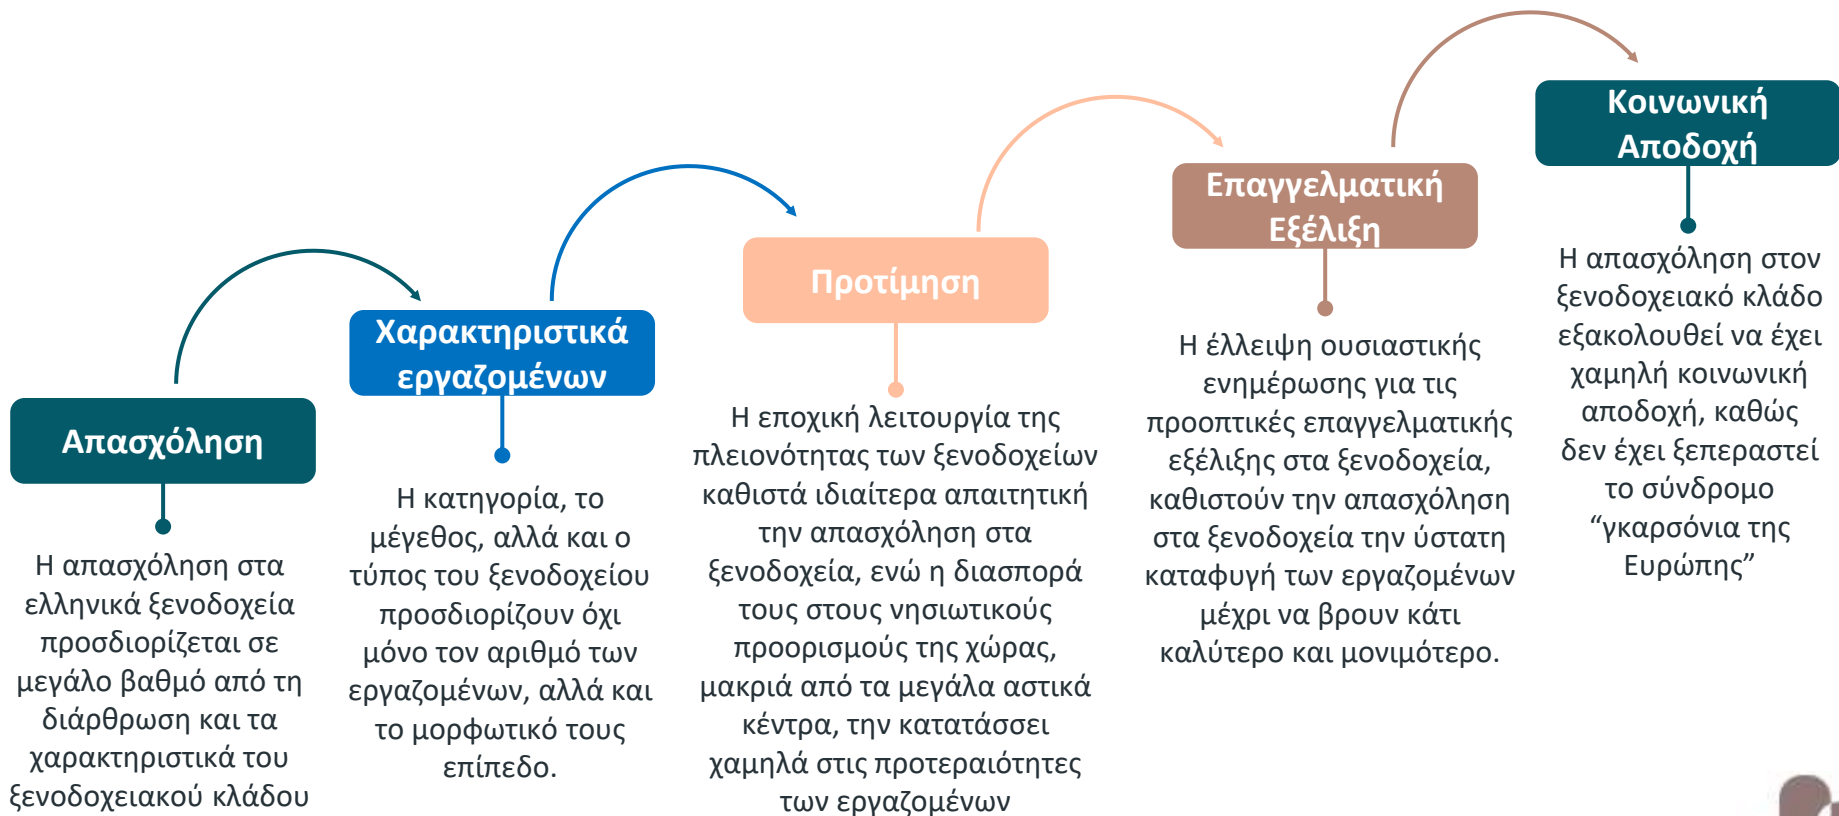 Απασχόληση
Η απασχόληση στα
ελληνικά ξενοδοχεία
προσδιορίζεται σε
μεγάλο βαθμό από τη
διάρθρωση και τα
χαρακτηριστικά του
ξενοδοχειακού κλάδου
Χαρακτηριστικά
εργαζομένων
Η κατηγορία, το
μέγεθος, αλλά και ο
τύπος του ξενοδοχείου
προσδιορίζουν όχι
μόνο τον αριθμό των
εργαζομένων, αλλά και
το μορφωτικό τους
επίπεδο.
Προτίμηση
Η εποχική λειτουργία της
πλειονότητας των ξενοδοχείων
καθιστά ιδιαίτερα απαιτητική
την απασχόληση στα
ξενοδοχεία, ενώ η διασπορά
τους στους νησιωτικούς
προορισμούς της χώρας,
μακριά από τα μεγάλα αστικά
κέντρα, την κατατάσσει
χαμηλά στις προτεραιότητες
των εργαζομένων
Επαγγελματική
Εξέλιξη
Η έλλειψη ουσιαστικής
ενημέρωσης για τις
προοπτικές επαγγελματικής
εξέλιξης στα ξενοδοχεία,
καθιστούν την απασχόληση
στα ξενοδοχεία την ύστατη
καταφυγή των εργαζομένων
μέχρι να βρουν κάτι
καλύτερο και μονιμότερο.
Κοινωνική
Αποδοχή
Η απασχόληση στον
ξενοδοχειακό κλάδο
εξακολουθεί να έχει
χαμηλή κοινωνική
αποδοχή, καθώς
δεν έχει ξεπεραστεί
το σύνδρομο
“γκαρσόνια της
Ευρώπης”